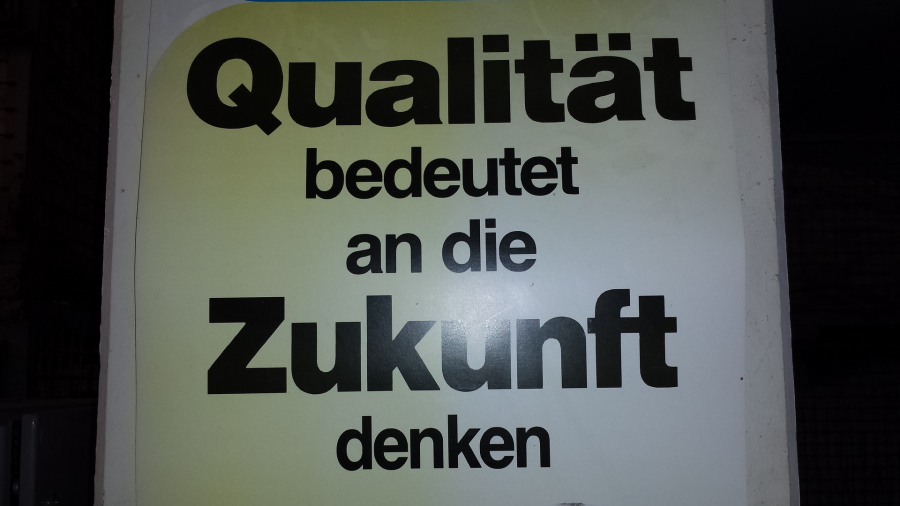 Qualität
bedeutet
an die
Zukunft
denken